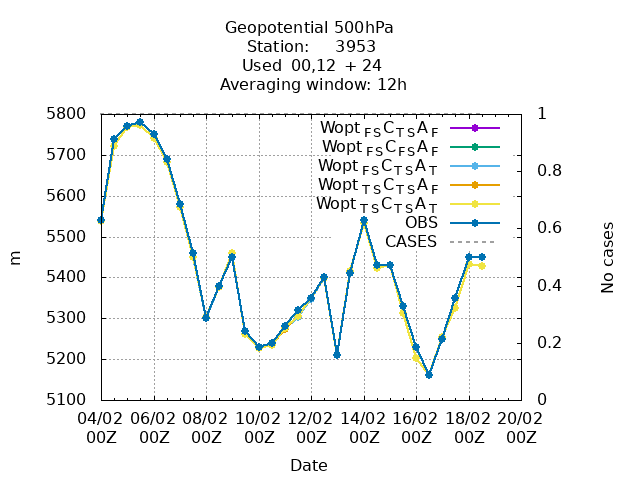 Geopotential 500hPa
Station: 3953
Used 00,12 + 24
Averaging window: 12h
5800
5700
5600
5500
5400
5300
5200
5100
m
1
0.8
0.6
0.4
0.2
0
No cases
Wopt FSCTSAF
Wopt FSCFSAF
Wopt FSCTSAT
Wopt TSCTSAF
Wopt TSCTSAT
OBS
CASES
04/02 06/02 08/02 10/02 12/02 14/02 16/02 18/02 20/02
00Z 00Z 00Z 00Z 00Z 00Z 00Z 00Z 00Z
Date